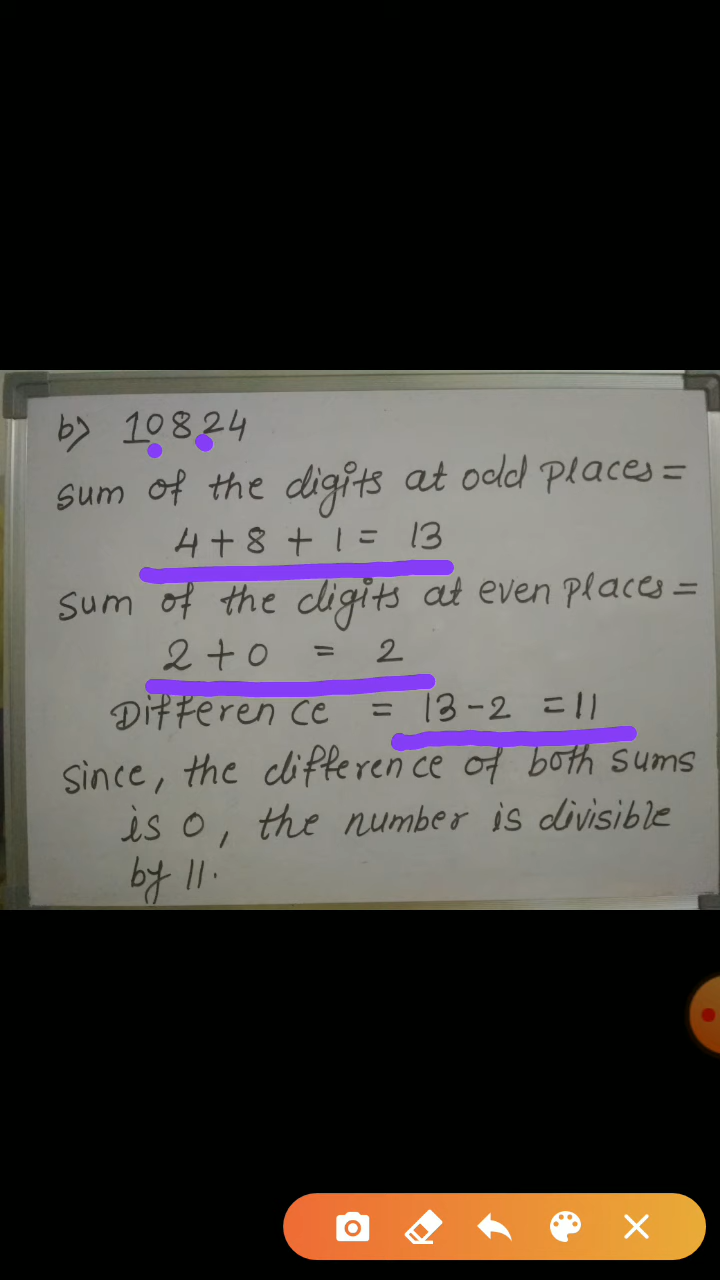 b) 10824
sum of the digits at odd places =
4 + 8 + 1 = 13
sum of the digits at even places =
2 + 0 = 2
Difference = 13 - 2 = 11
since, the difference of both sums
is 0, the number is divisible
by 11.